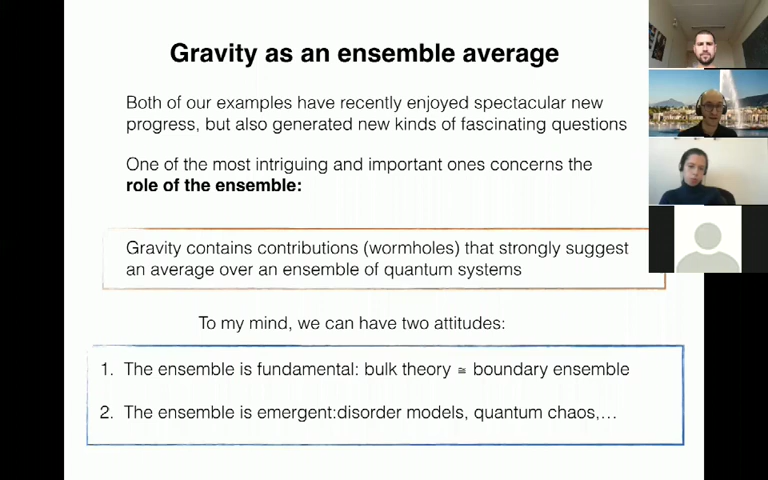 Gravity as an ensemble average
Both of our examples have recently enjoyed spectacular new
progress, but also generated new kinds of fascinating questions
One of the most intriguing and important ones concerns the
role of the ensemble:
Gravity contains contributions (wormholes) that strongly suggest
an average over an ensemble of quantum systems
To my mind, we can have two attitudes:
1. The ensemble is fundamental: bulk theory ≅ boundary ensemble
2. The ensemble is emergent:disorder models, quantum chaos,…